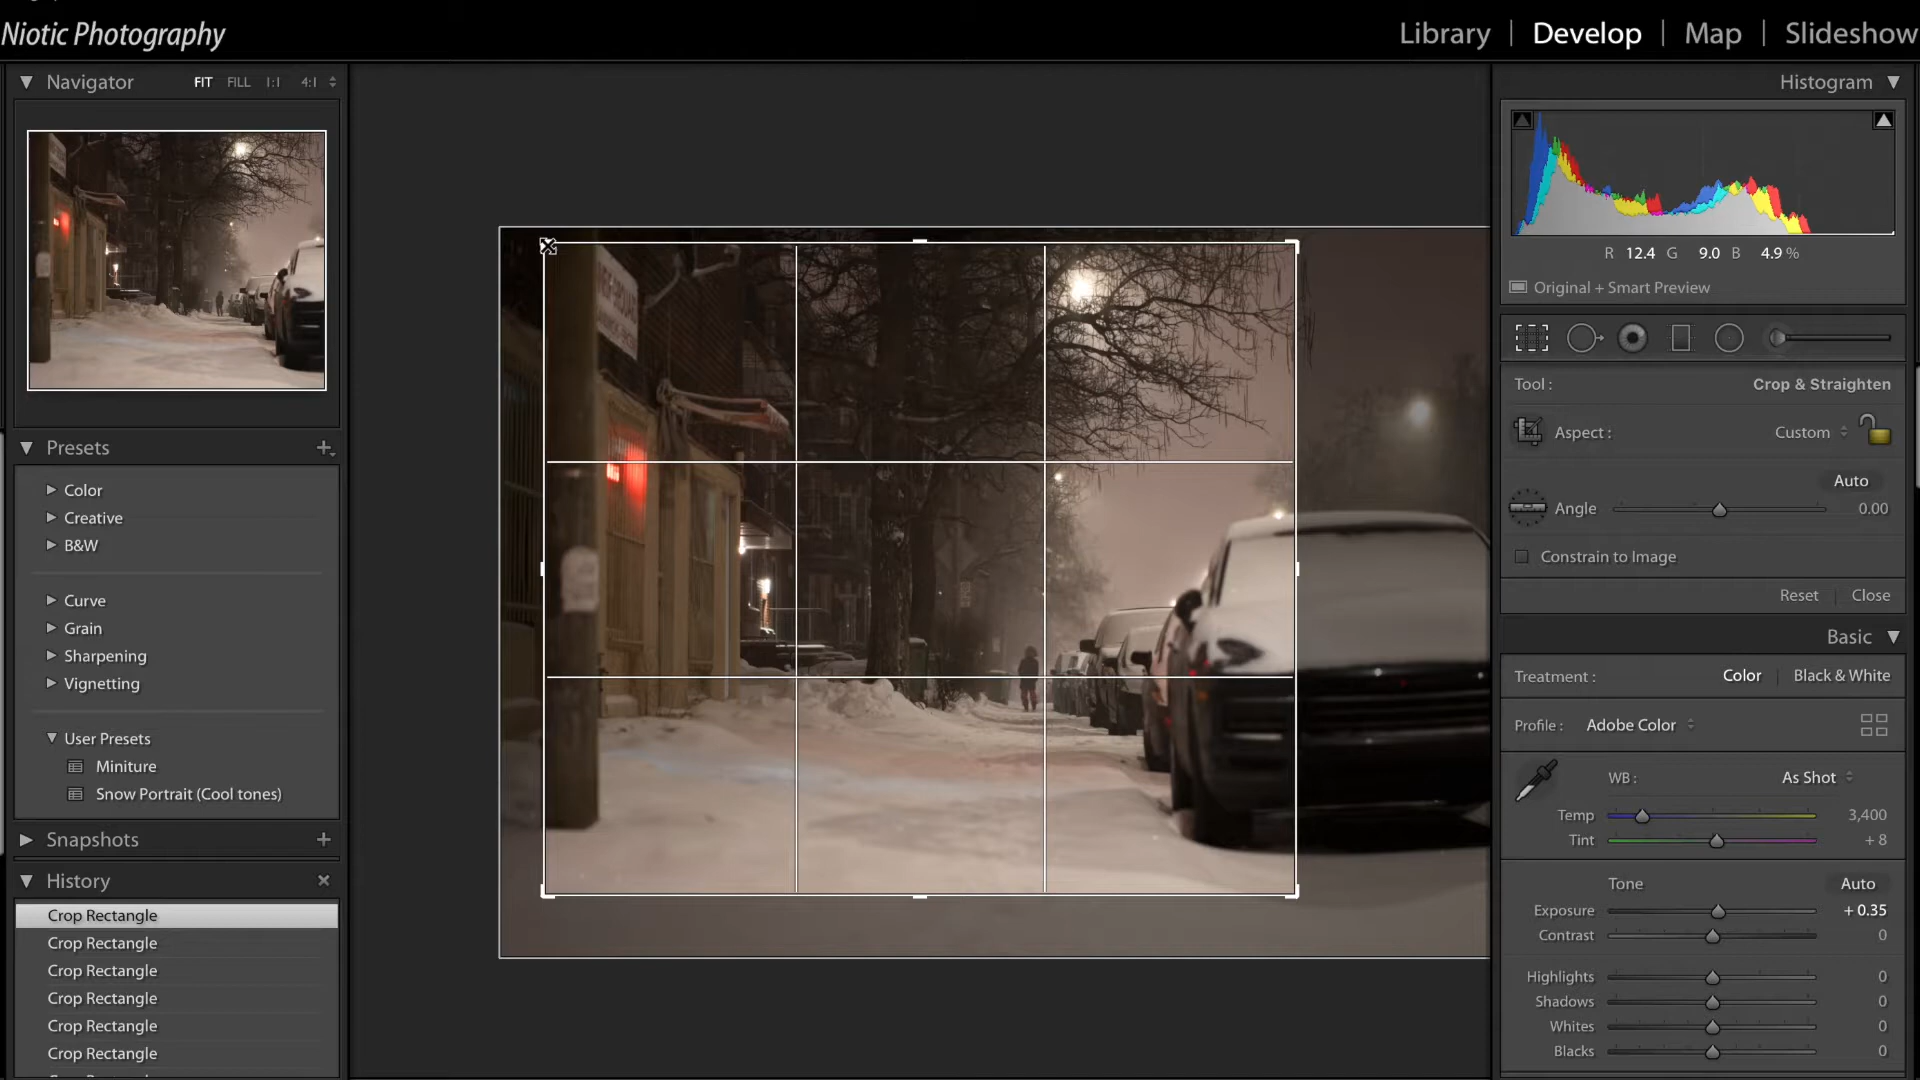 Niotic Photography
Library | Develop | Map | Slideshow
Navigator FIT FILL 1:1 4:1
Histogram
R 12.4 G 9.0 B 4.9 %
Original + Smart Preview
Tool : Crop & Straighten
Aspect : Custom
Auto
Angle 0.00
Constrain to Image
Reset | Close
Basic
Treatment : Color | Black & White
Profile : Adobe Color
WB : As Shot
Temp 3,400
Tint + 8
Tone Auto
Exposure + 0.35
Contrast 0
Highlights 0
Shadows 0
Whites 0
Blacks 0
Presets
Color
Creative
B&W
Curve
Grain
Sharpening
Vignetting
User Presets
Miniture
Snow Portrait (Cool tones)
Snapshots
History
Crop Rectangle
Crop Rectangle
Crop Rectangle
Crop Rectangle
Crop Rectangle
Crop Rectangle